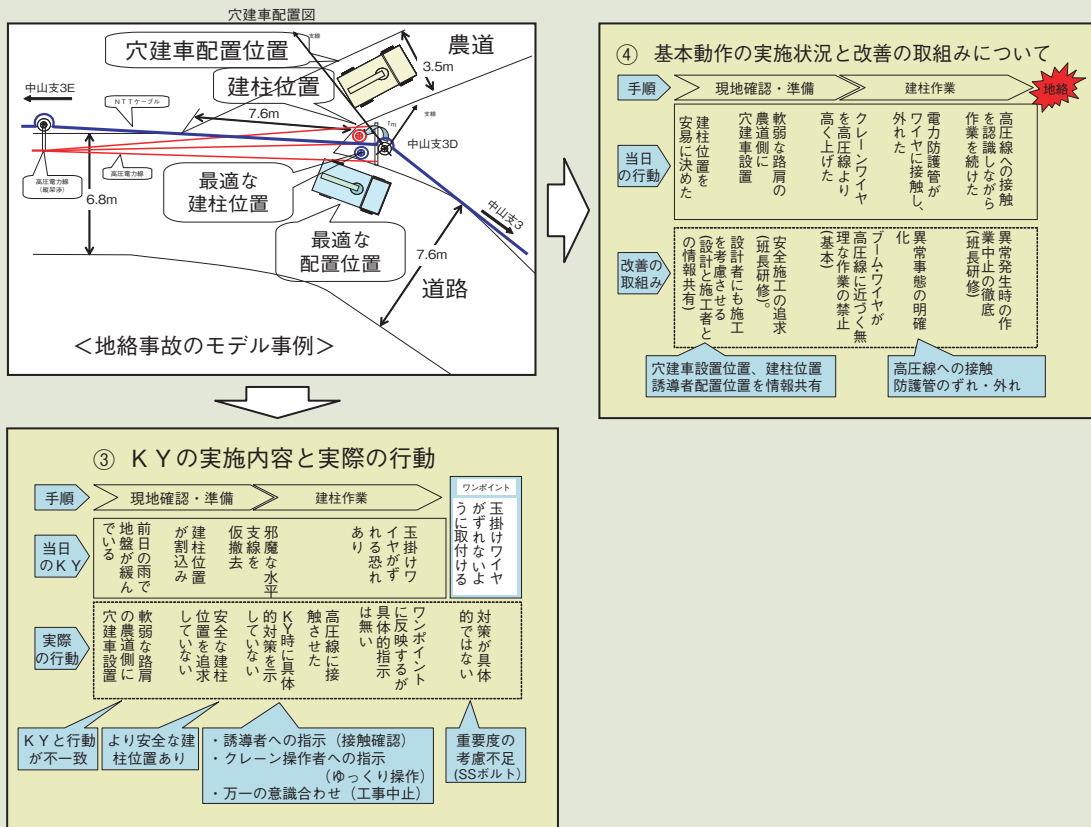 穴建車配置図
穴建車配置位置
支線
農道
3.5m
建柱位置
中山支3E
NTTケーブル
7.6m
支線
1m
中山支3D
高圧電力線
(縦架渉)
高圧電力線
最適な
建柱位置
6.8m
中山支3
最適な
配置位置
7.6m
道路
＜地絡事故のモデル事例＞
④ 基本動作の実施状況と改善の取組みについて
手順
現地確認・準備
建柱作業
地絡
当日
の行動
建柱位置を
安易に決めた
軟弱な路肩の
農道側に
穴建車設置
クレーンワイヤ
を高圧線より
高く上げた
電力防護管が
ワイヤに接触し、
外れた
高圧線への接触
を認識しながら
作業を続けた
改善の
取組み
設計者にも施工
を考慮させる
(設計と施工者と
の情報共有)
安全施工の追求
(班長研修)。
ブーム・ワイヤが
高圧線に近づく無
理な作業の禁止
(基本)
異常事態の明確
化
異常発生時の作
業中止の徹底
(班長研修)
穴建車設置位置、建柱位置
誘導者配置位置を情報共有
高圧線への接触
防護管のずれ・外れ
③ ＫＹの実施内容と実際の行動
手順
現地確認・準備
建柱作業
ワンポイント
玉掛けワイヤ
がずれないよ
うに取付ける
当日
のＫＹ
前日の雨で
地盤が緩ん
でいる
建柱位置
が割込み
邪魔な水平
支線を
仮撤去
玉掛けワ
イヤがず
れる恐れ
あり
実際
の行動
軟弱な路肩
の農道側に
穴建車設置
安全な建柱
位置を追求
していない
ＫＹ時に具体
的対策を示
していない
高圧線に接
触させた
ワンポイント
に反映するが
具体的指示
は無い
対策が具体
的ではない
ＫＹと行動
が不一致
より安全な建
柱位置あり
・誘導者への指示（接触確認）
・クレーン操作者への指示
（ゆっくり操作）
・万一の意識合わせ（工事中止）
重要度の
考慮不足
(SSボルト)